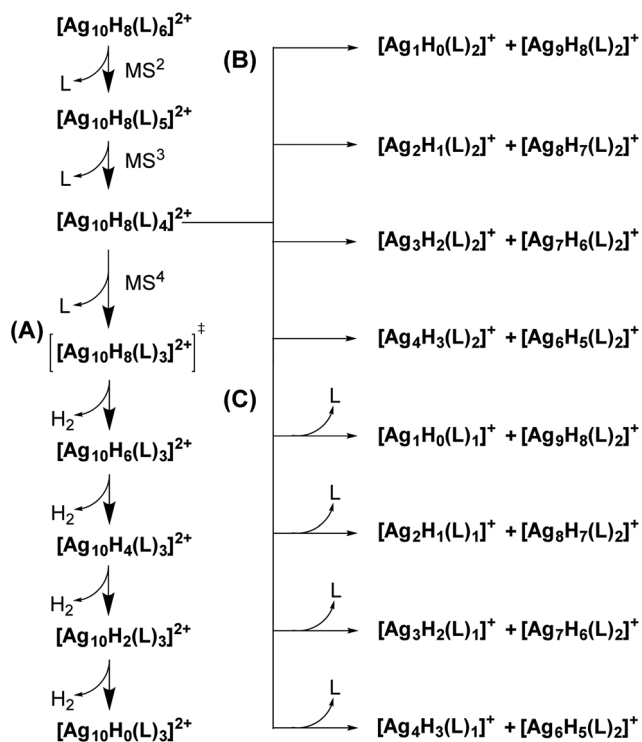 [Ag₁₀H₈(L)₆]²⁺
L MS²
[Ag₁₀H₈(L)₅]²⁺
L MS³
[Ag₁₀H₈(L)₄]²⁺
L MS⁴
(A) [[Ag₁₀H₈(L)₃]²⁺]‡
H₂
[Ag₁₀H₆(L)₃]²⁺
H₂
[Ag₁₀H₄(L)₃]²⁺
H₂
[Ag₁₀H₂(L)₃]²⁺
H₂
[Ag₁₀H₀(L)₃]²⁺
(B)
[Ag₁H₀(L)₂]⁺ + [Ag₉H₈(L)₂]⁺
[Ag₂H₁(L)₂]⁺ + [Ag₈H₇(L)₂]⁺
[Ag₃H₂(L)₂]⁺ + [Ag₇H₆(L)₂]⁺
[Ag₄H₃(L)₂]⁺ + [Ag₆H₅(L)₂]⁺
(C)
L
[Ag₁H₀(L)₁]⁺ + [Ag₉H₈(L)₂]⁺
L
[Ag₂H₁(L)₁]⁺ + [Ag₈H₇(L)₂]⁺
L
[Ag₃H₂(L)₁]⁺ + [Ag₇H₆(L)₂]⁺
L
[Ag₄H₃(L)₁]⁺ + [Ag₆H₅(L)₂]⁺